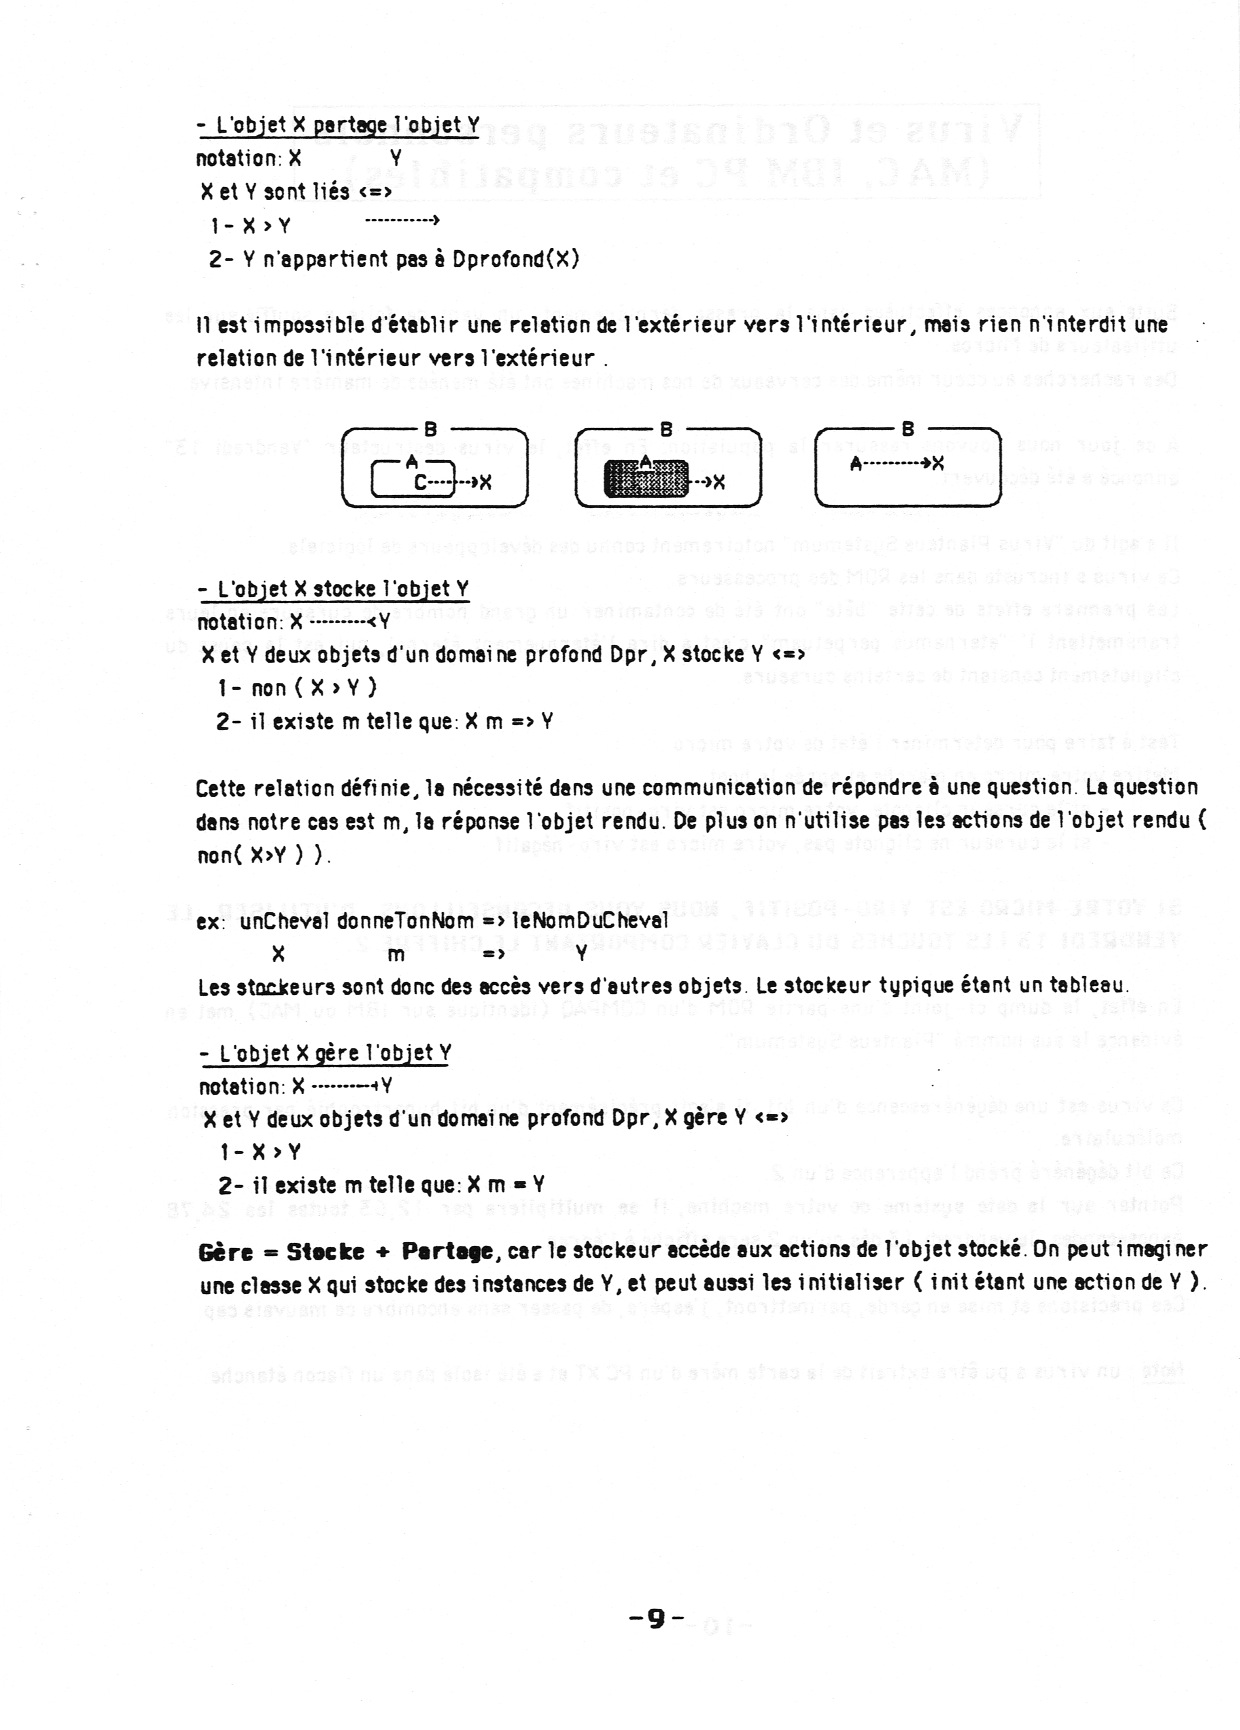 - L'objet X partage l'objet Y
notation: X Y
X et Y sont liés <=>
1- X > Y ----------->
2- Y n'appartient pas à Dprofond(X)
Il est impossible d'établir une relation de l'extérieur vers l'intérieur, mais rien n'interdit une
relation de l'intérieur vers l'extérieur .
B B B
A A A--------->X
C------>X -->X
- L'objet X stocke l'objet Y
notation: X ---------<Y
X et Y deux objets d'un domaine profond Dpr, X stocke Y <=>
1- non ( X > Y )
2- il existe m telle que: X m => Y
Cette relation définie, la nécessité dans une communication de répondre à une question. La question
dans notre cas est m, la réponse l'objet rendu. De plus on n'utilise pas les actions de l'objet rendu (
non( X>Y ) ).
ex: unCheval donneTonNom => leNomDuCheval
X m => Y
Les stockeurs sont donc des accès vers d'autres objets. Le stockeur typique étant un tableau.
- L'objet X gère l'objet Y
notation: X ---------+Y
X et Y deux objets d'un domaine profond Dpr, X gère Y <=>
1- X > Y
2- il existe m telle que: X m = Y
Gère = Stocke + Partage, car le stockeur accède aux actions de l'objet stocké. On peut imaginer
une classe X qui stocke des instances de Y, et peut aussi les initialiser ( init étant une action de Y ).
-9-